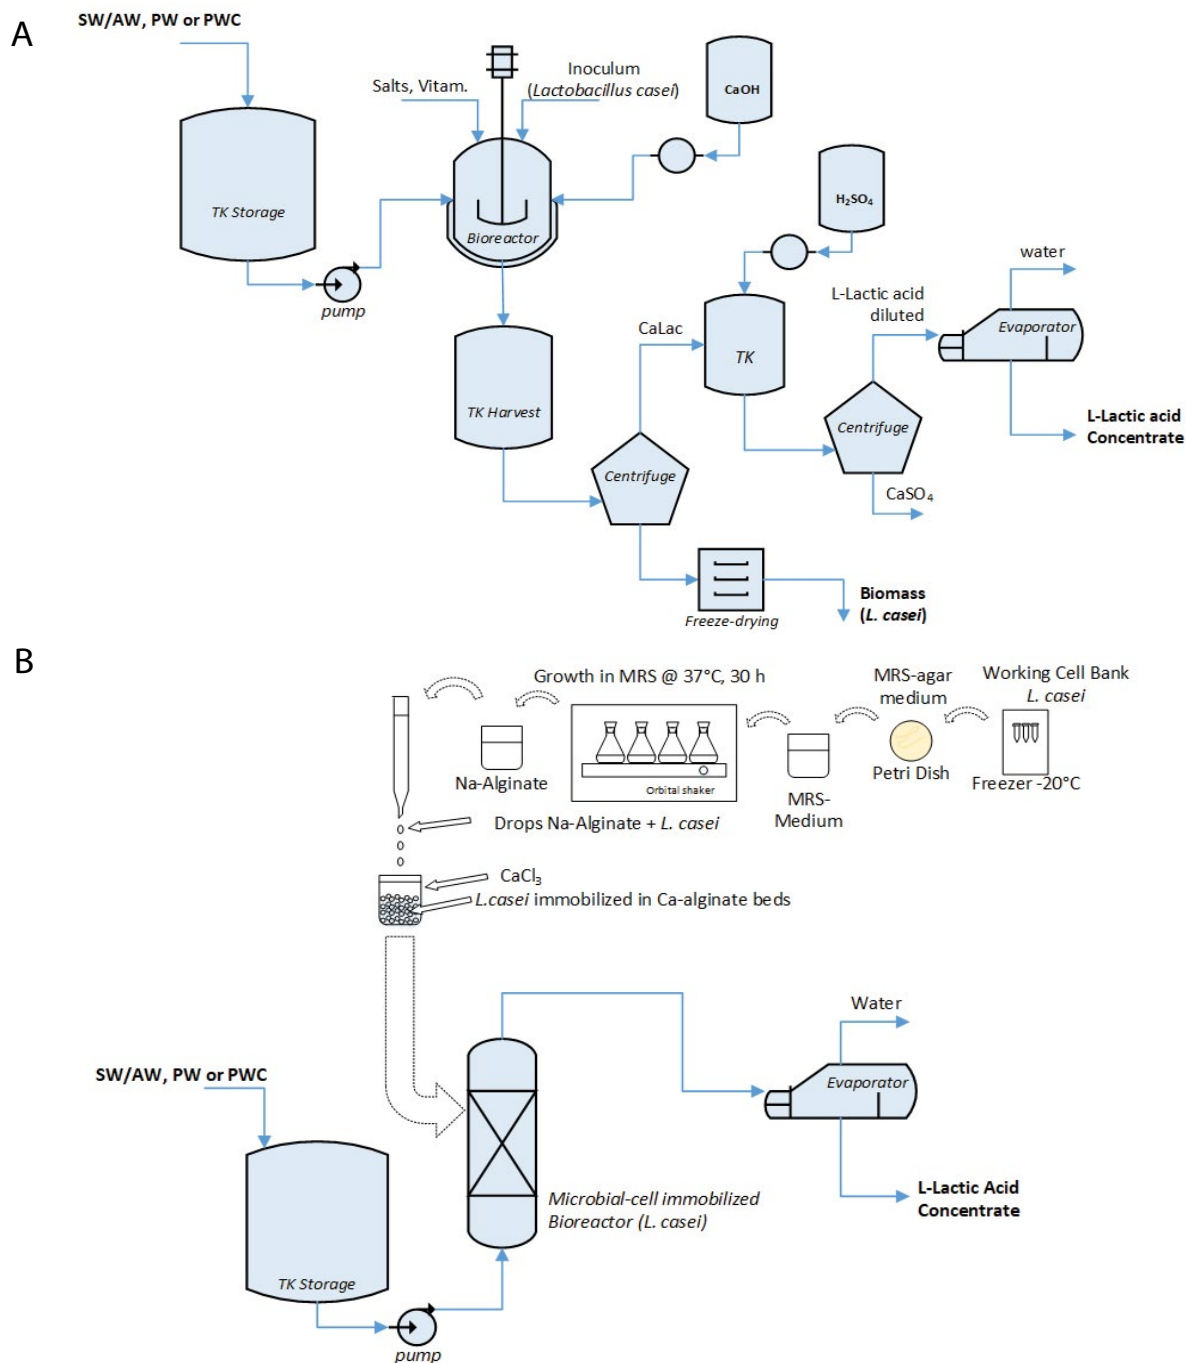 A
SW/AW, PW or PWC
Salts, Vitam.
Inoculum
(Lactobacillus casei)
CaOH
TK Storage
Bioreactor
pump
H₂SO₄
TK Harvest
CaLac
TK
Centrifuge
L-Lactic acid
diluted
water
Evaporator
L-Lactic acid
Concentrate
Centrifuge
CaSO₄
Freeze-drying
Biomass
(L. casei)
B
Growth in MRS @ 37°C, 30 h
MRS-agar
medium
Working Cell Bank
L. casei
Na-Alginate
Orbital shaker
MRS-
Medium
Petri Dish
Freezer -20°C
Drops Na-Alginate + L. casei
CaCl₃
L.casei immobilized in Ca-alginate beds
SW/AW, PW or PWC
TK Storage
pump
Microbial-cell immobilized
Bioreactor (L. casei)
Water
Evaporator
L-Lactic Acid
Concentrate